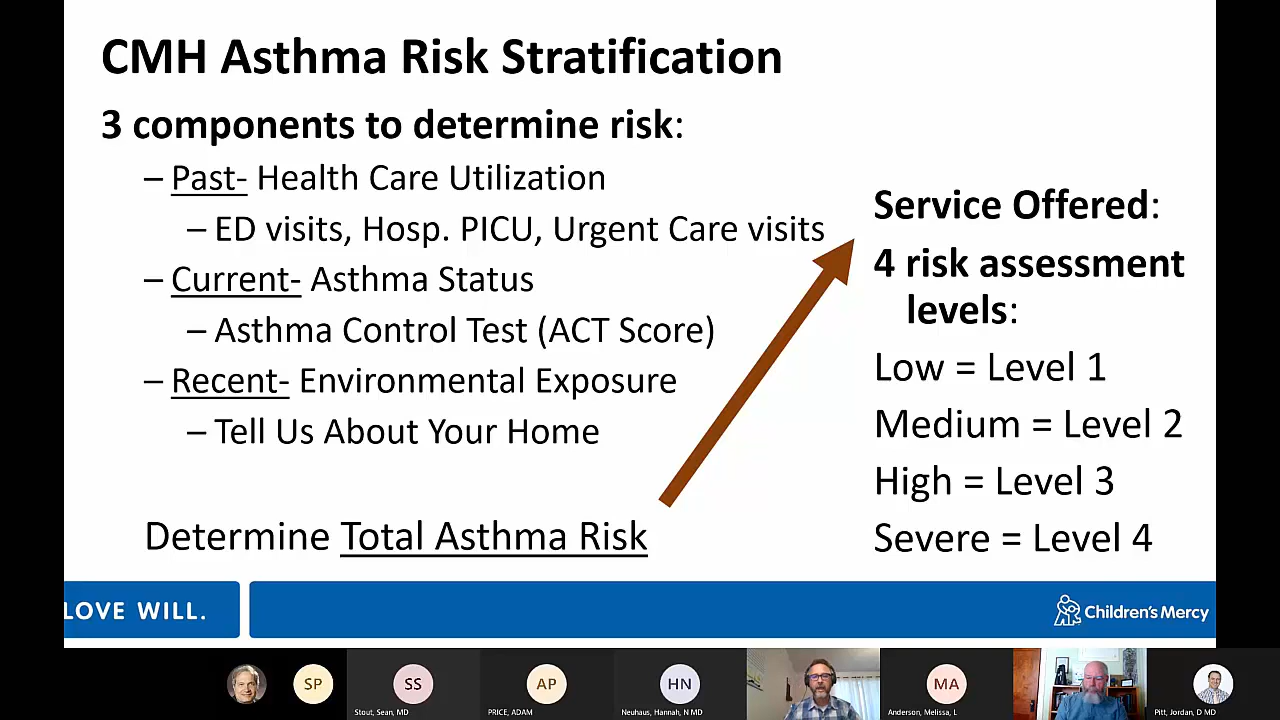 CMH Asthma Risk Stratification
3 components to determine risk:
– Past- Health Care Utilization
– ED visits, Hosp. PICU, Urgent Care visits
– Current- Asthma Status
– Asthma Control Test (ACT Score)
– Recent- Environmental Exposure
– Tell Us About Your Home
Determine Total Asthma Risk
Service Offered:
4 risk assessment
levels:
Low = Level 1
Medium = Level 2
High = Level 3
Severe = Level 4
LOVE WILL.
Children's Mercy
SP
SS
AP
HN
MA
Stout, Sean, MD
PRICE, ADAM
Neuhaus, Hannah, N MD
Anderson, Melissa, L
Pitt, Jordan, D MD